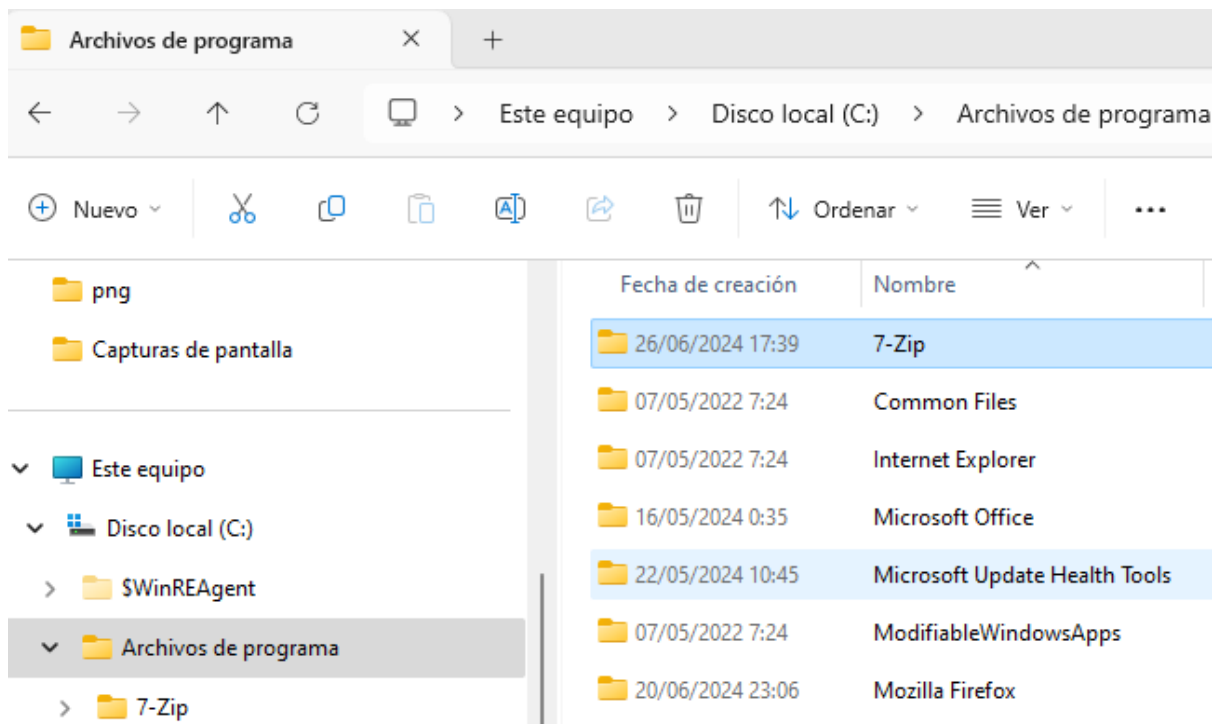 Archivos de programa
Este equipo > Disco local (C:) > Archivos de programa
Nuevo Ordenar Ver ...
png
Capturas de pantalla
Este equipo
Disco local (C:)
$WinREAgent
Archivos de programa
7-Zip
Fecha de creación Nombre
26/06/2024 17:39 7-Zip
07/05/2022 7:24 Common Files
07/05/2022 7:24 Internet Explorer
16/05/2024 0:35 Microsoft Office
22/05/2024 10:45 Microsoft Update Health Tools
07/05/2022 7:24 ModifiableWindowsApps
20/06/2024 23:06 Mozilla Firefox